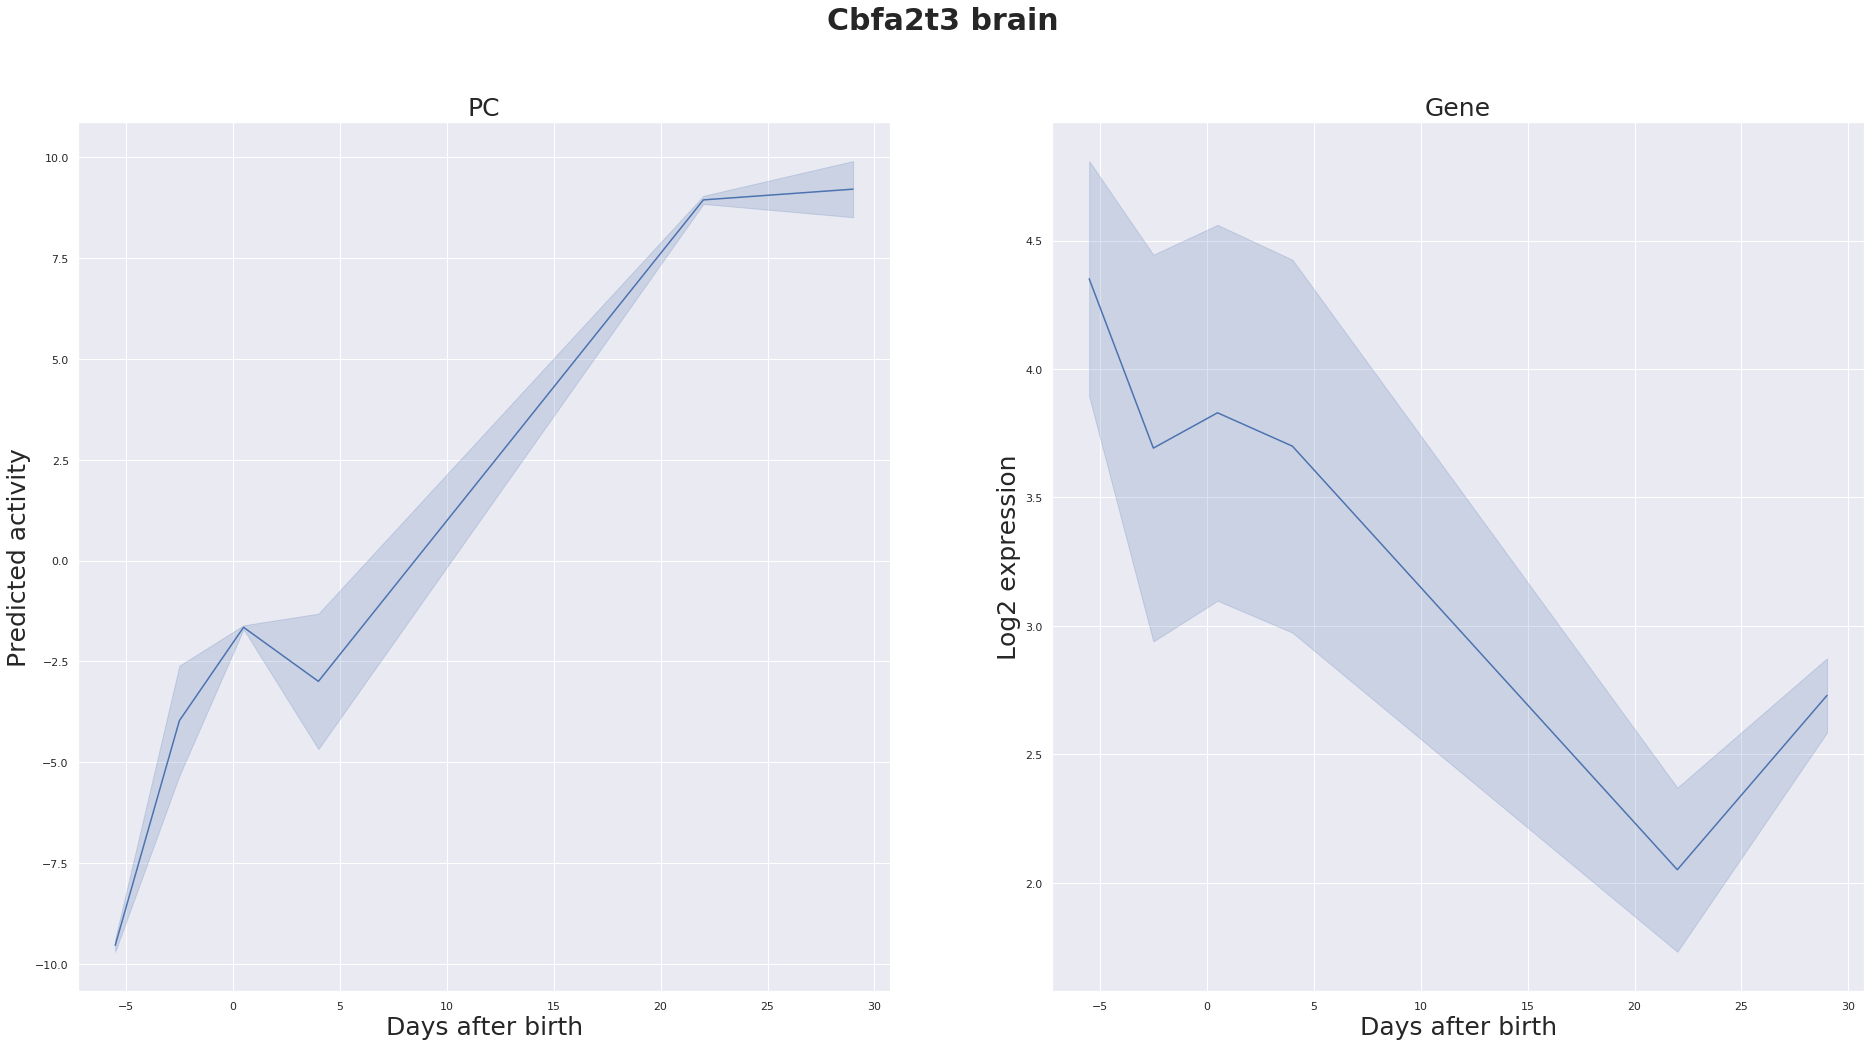 Cbfa2t3 brain
PC
10.0
7.5
5.0
2.5
0.0
−2.5
−5.0
−7.5
−10.0
Predicted activity
−5 0 5 10 15 20 25 30
Days after birth
Gene
4.5
4.0
3.5
3.0
2.5
2.0
Log2 expression
−5 0 5 10 15 20 25 30
Days after birth